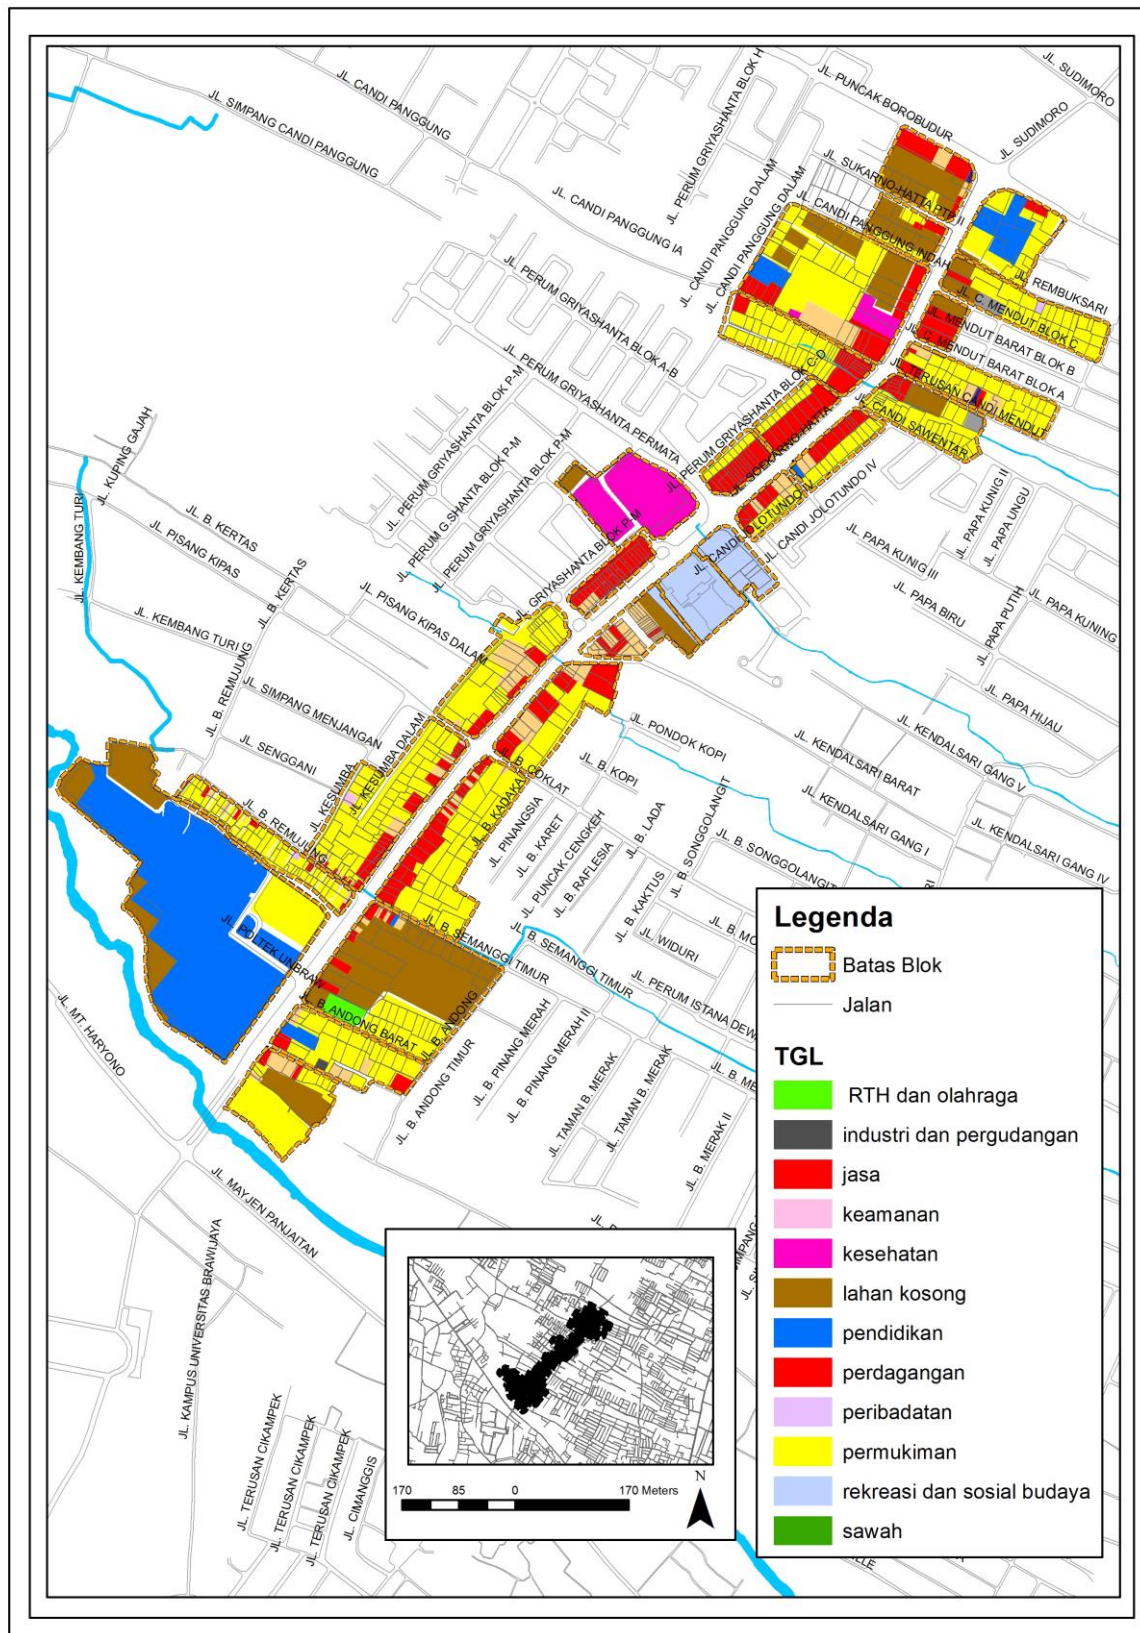 JL. SUDIMORO
JL. PUNCAK BOROBUDUR
JL. SUDIMORO
JL. CANDI PANGGUNG
JL. SIMPANG CANDI PANGGUNG
JL. PERUM GRIYASHANTA BLOK H
JL. SUKARNO-HATTA PTP II
JL. CANDI PANGGUNG INDAH
JL. CANDI PANGGUNG IA
JL. CANDI PANGGUNG DALAM
JL. CANDI PANGGUNG DALAM
JL. REMBUKSARI
JL. C. MENDUT BLOK C
JL. MENDUT BARAT BLOK B
JL. C. MENDUT BARAT BLOK A
JL. TERUSAN CANDI MENDUT
JL. CANDI SAWENTAR
JL. PERUM GRIYASHANTA BLOK A-B
JL. PERUM GRIYASHANTA PERMATA
JL. PERUM GRIYASHANTA BLOK C-D
JL. SOEKARNO-HATTA
JL. PERUM GRIYASHANTA BLOK P-M
JL. PERUM G.SHANTA BLOK P-M
JL. PERUM GRIYASHANTA BLOK P-M
JL. GRIYASHANTA BLOK P-M
JL. CANDI JOLOTUNDO IV
JL. CANDI JOLOTUNDO IV
JL. PAPA KUNIG II
JL. PAPA UNGU
JL. PAPA KUNIG III
JL. PAPA BIRU
JL. PAPA PUTIH
JL. PAPA KUNING
JL. PAPA HIJAU
JL. KUPING GAJAH
JL. KEMBANG TURI
JL. B. KERTAS
JL. PISANG KIPAS
JL. B. KERTAS
JL. KEMBANG TURI
JL. PISANG KIPAS DALAM
JL. B. REMUJUNG
JL. SIMPANG MENJANGAN
JL. SENGGANI
JL. KESUMBA
JL. KESUMBA DALAM
JL. B. REMUJUNG
JL. B. COKLAT
JL. B. KADAKA
JL. PONDOK KOPI
JL. B. KOPI
JL. PINANGSIA
JL. B. KARET
JL. PUNCAK CENGKEH
JL. B. RAFLESIA
JL. B. LADA
JL. B. KAKTUS
JL. B. SONGGOLANGIT
JL. B. SONGGOLANGIT
JL. WIDURI
JL. B. MO
JL. KENDALSARI BARAT
JL. KENDALSARI GANG V
JL. KENDALSARI GANG I
JL. KENDALSARI GANG IV
JL. B. SEMANGGI TIMUR
JL. B. SEMANGGI TIMUR
JL. PERUM ISTANA DEW
JL. POLTEK UNBRAW
JL. B. ANDONG BARAT
JL. B. ANDONG
JL. B. ANDONG TIMUR
JL. B. PINANG MERAH
JL. B. PINANG MERAH II
JL. TAMAN B. MERAK
JL. TAMAN B. MERAK
JL. B. MERAK II
JL. B. ME
JL. MT. HARYONO
JL. MAYJEN PANJAITAN
JL. KAMPUS UNIVERSITAS BRAWIJAYA
JL. TERUSAN CIKAMPEK
JL. TERUSAN CIKAMPEK
JL. TERUSAN CIKAMPEK
JL. CIMANGGIS
Legenda
Batas Blok
Jalan
TGL
RTH dan olahraga
industri dan pergudangan
jasa
keamanan
kesehatan
lahan kosong
pendidikan
perdagangan
peribadatan
permukiman
rekreasi dan sosial budaya
sawah
N
170 85 0 170 Meters